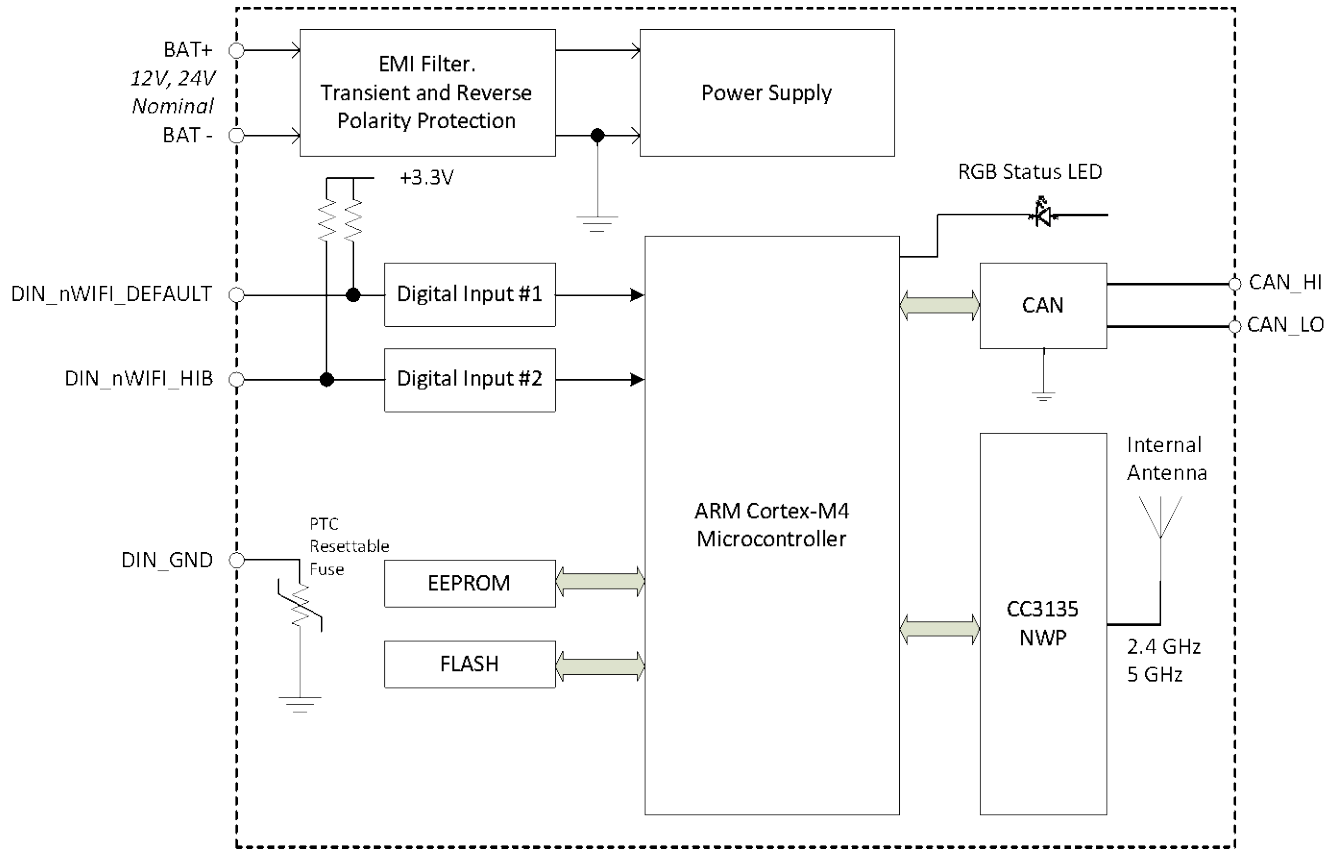 BAT+
12V, 24V
Nominal
BAT -
EMI Filter.
Transient and Reverse
Polarity Protection
Power Supply
+3.3V
RGB Status LED
DIN_nWIFI_DEFAULT
Digital Input #1
CAN
CAN_HI
CAN_LO
DIN_nWIFI_HIB
Digital Input #2
Internal
Antenna
ARM Cortex-M4
Microcontroller
PTC
Resettable
Fuse
DIN_GND
EEPROM
CC3135
NWP
FLASH
2.4 GHz
5 GHz